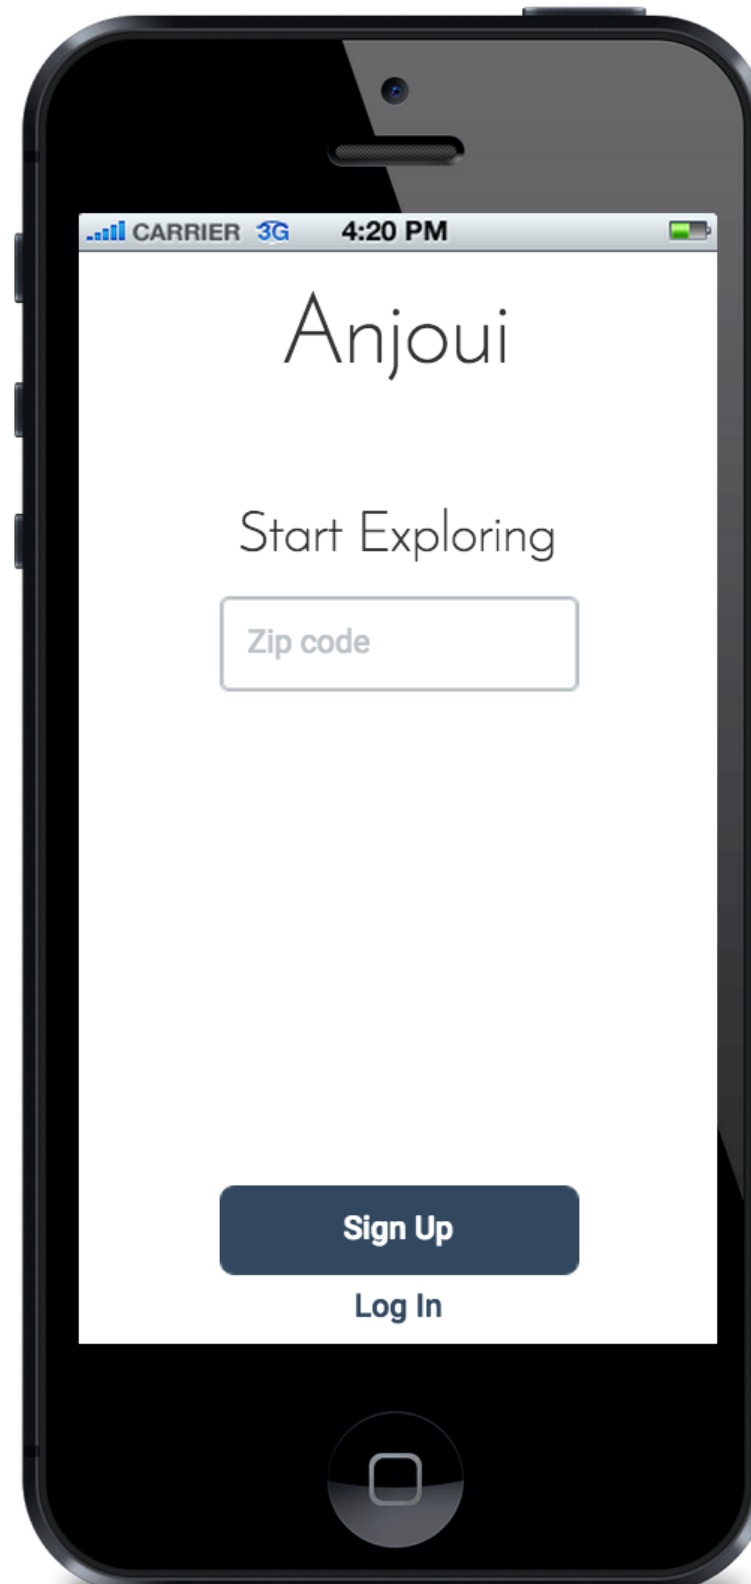 CARRIER 3G 4:20 PM
Anjoui
Start Exploring
Zip code
Sign Up
Log In